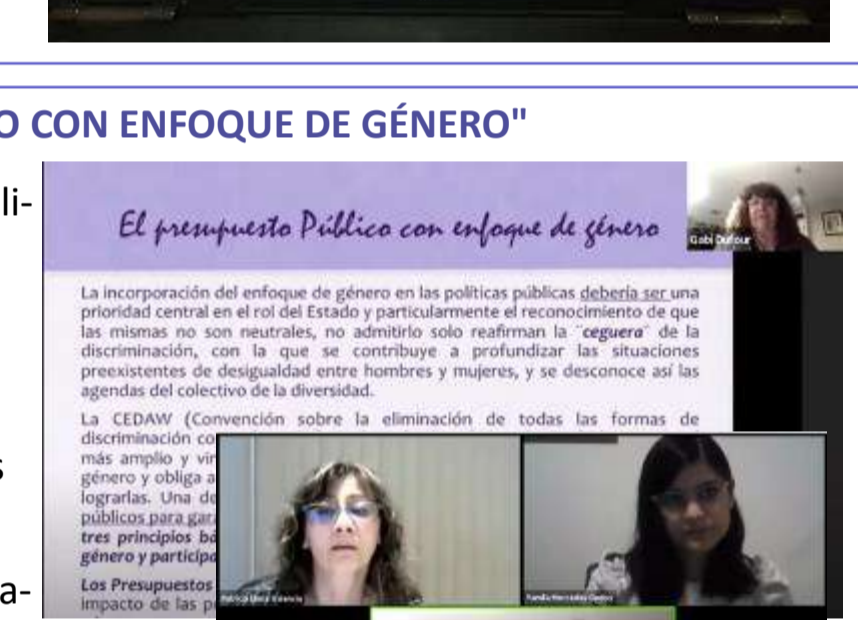 O CON ENFOQUE DE GÉNERO"
li-
s
a-
El presupuesto Público con enfoque de género
Gabi Dufour
La incorporación del enfoque de género en las políticas públicas debería ser una
prioridad central en el rol del Estado y particularmente el reconocimiento de que
las mismas no son neutrales, no admitirlo solo reafirman la ¨ceguera¨ de la
discriminación, con la que se contribuye a profundizar las situaciones
preexistentes de desigualdad entre hombres y mujeres, y se desconoce así las
agendas del colectivo de la diversidad.
La CEDAW (Convención sobre la eliminación de todas las formas de
discriminación co
más amplio y vir
género y obliga a
lograrlas. Una de
públicos para gar
tres principios bá
género y participa
Los Presupuestos
impacto de las p